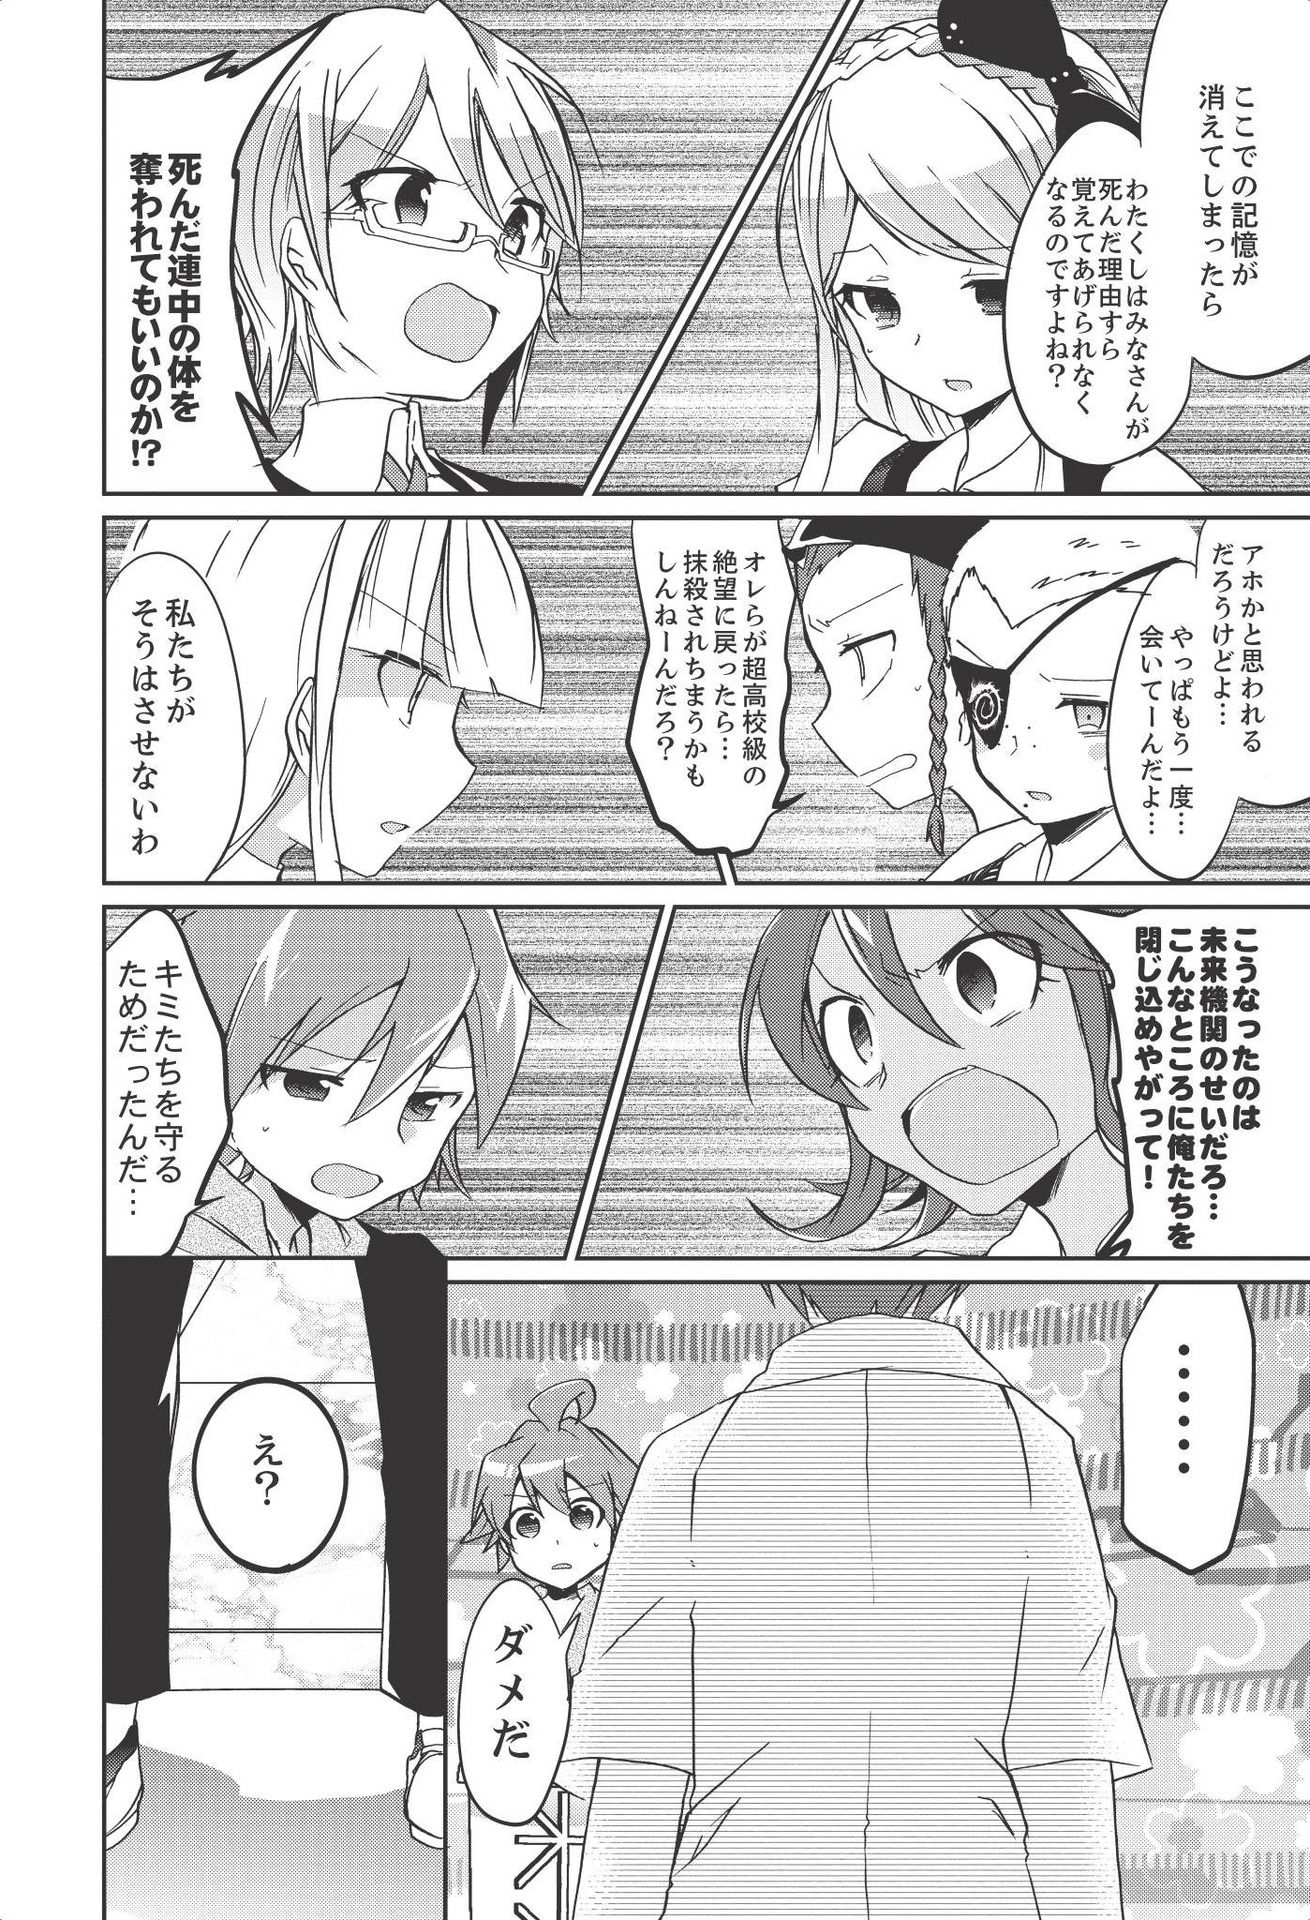 ここでの記憶が
消えてしまったら
わたくしはみなさんが
死んだ理由すら
覚えてあげられなく
なるのですよね?
死んだ連中の体を
奪われてもいいのか!?
アホかと思われる
だろうけどよ…
やっぱもう一度…
会いてーんだよ…
オレらが超高校級の
絶望に戻ったら…
抹殺されちまうかも
しんねーんだろ?
私たちが
そうはさせないわ
こうなったのは
未来機関のせいだろ…
こんなところに俺たちを
閉じ込めやがって!
キミたちを守る
ためだったんだ…
・・・・・・・
ダメだ
え?